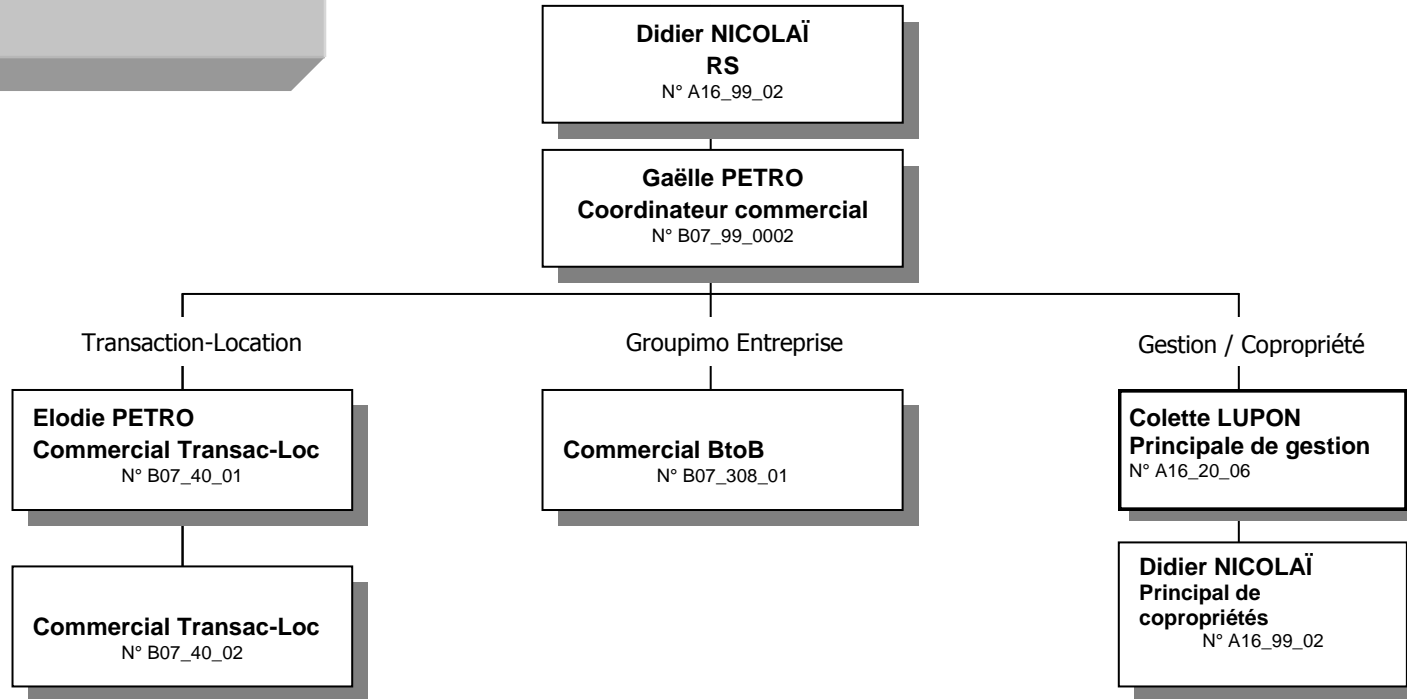 Didier NICOLAÏ
RS
N° A16_99_02
Gaëlle PETRO
Coordinateur commercial
N° B07_99_0002
Transaction-Location
Groupimo Entreprise
Gestion / Copropriété
Elodie PETRO
Commercial Transac-Loc
N° B07_40_01
Commercial BtoB
N° B07_308_01
Colette LUPON
Principale de gestion
N° A16_20_06
Commercial Transac-Loc
N° B07_40_02
Didier NICOLAÏ
Principal de
copropriétés
N° A16_99_02